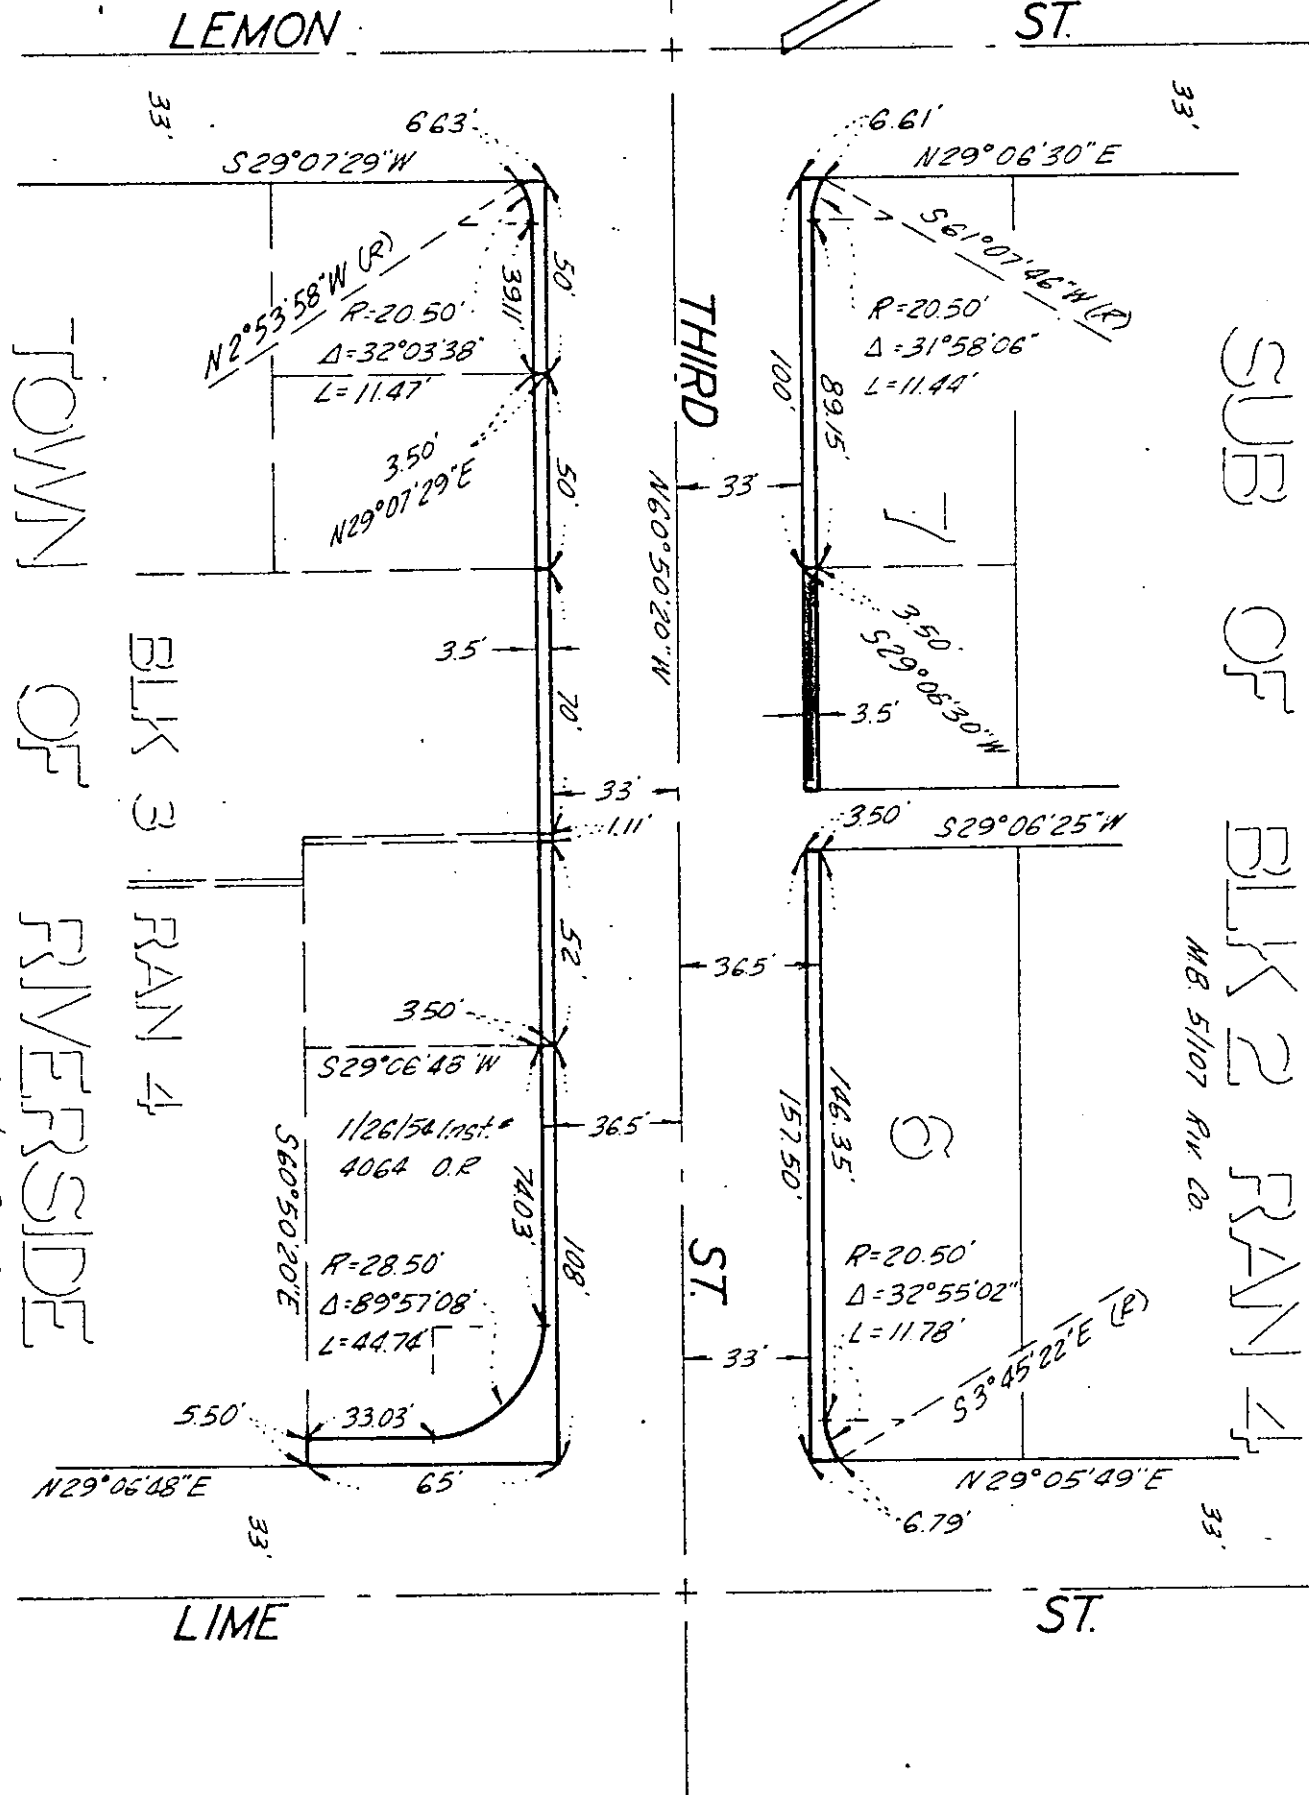 LEMON ST.
33'
33'
6.63'
6.61'
S29°07'29"W
N29°06'30"E
N2°53'58"W (R)
S61°07'46"W (R)
R=20.50'
Δ=32°03'38"
L=11.47'
39.11'
50'
R=20.50'
Δ=31°58'06"
L=11.44'
100'
89.15'
THIRD
3.50'
N29°07'29"E
50'
33'
N60°50'20"W
7
3.50'
S29°06'30"W
3.5'
3.5'
70'
33'
1.11'
3.50'
S29°06'25"W
TOWN OF RIVERSIDE
BLK 3 RAN 4
SUB OF BLK 2 RAN 4
M.B. 5/107 Riv. Co.
52'
36.5'
3.50'
S29°06'48"W
1/26/54 Inst.#
4064 O.R.
36.5'
74.03'
108'
S60°50'20"E
157.50'
146.35'
6
ST.
R=28.50'
Δ=89°57'08"
L=44.74'
R=20.50'
Δ=32°55'02"
L=11.78'
33'
S3°45'22"E (R)
5.50'
33.03'
N29°06'48"E
65'
N29°05'49"E
6.79'
33'
33'
LIME ST.